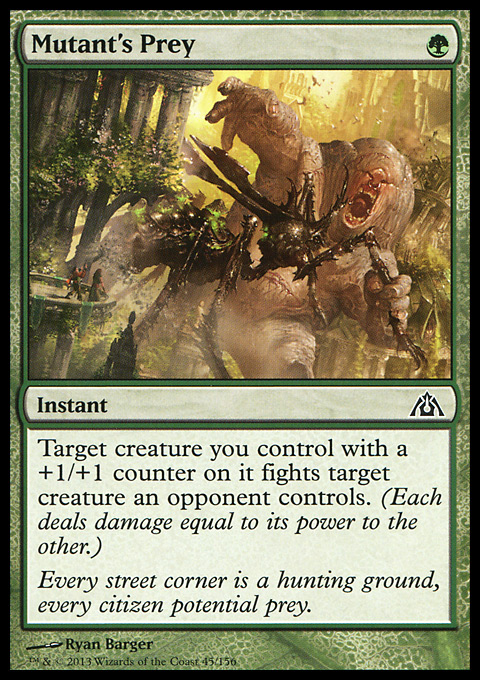 Mutant's Prey
Instant
Target creature you control with a
+1/+1 counter on it fights target
creature an opponent controls. (Each
deals damage equal to its power to the
other.)
Every street corner is a hunting ground,
every citizen potential prey.
Ryan Barger
™ & © 2013 Wizards of the Coast 45/156